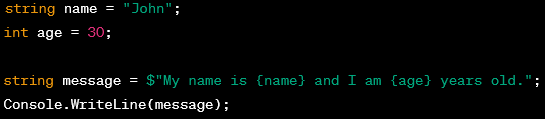 string name = "John";
int age = 30;
string message = $"My name is {name} and I am {age} years old.";
Console.WriteLine(message);